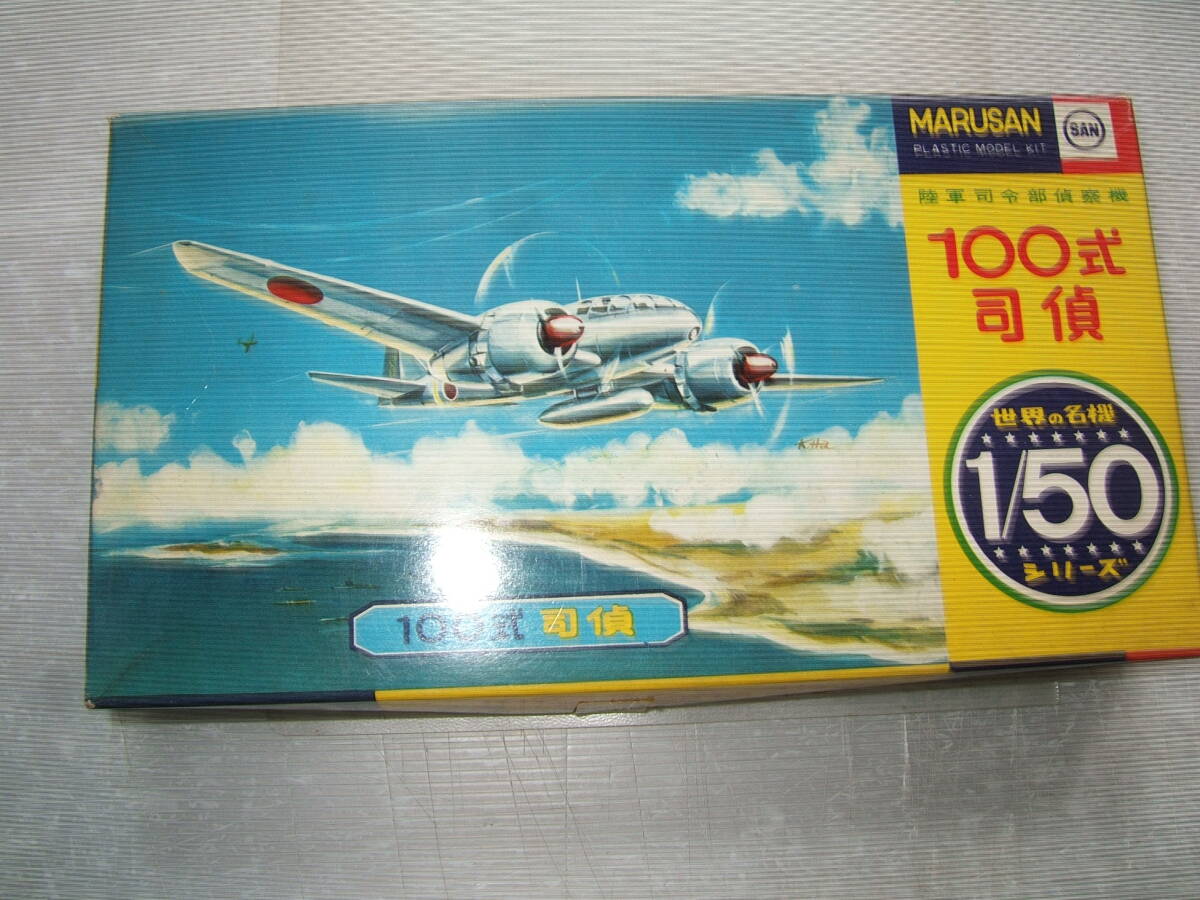 MARUSAN
PLASTIC MODEL KIT
SAN
陸軍司令部偵察機
100式
司偵
世界の名機
1/50
シリーズ
100式 司偵